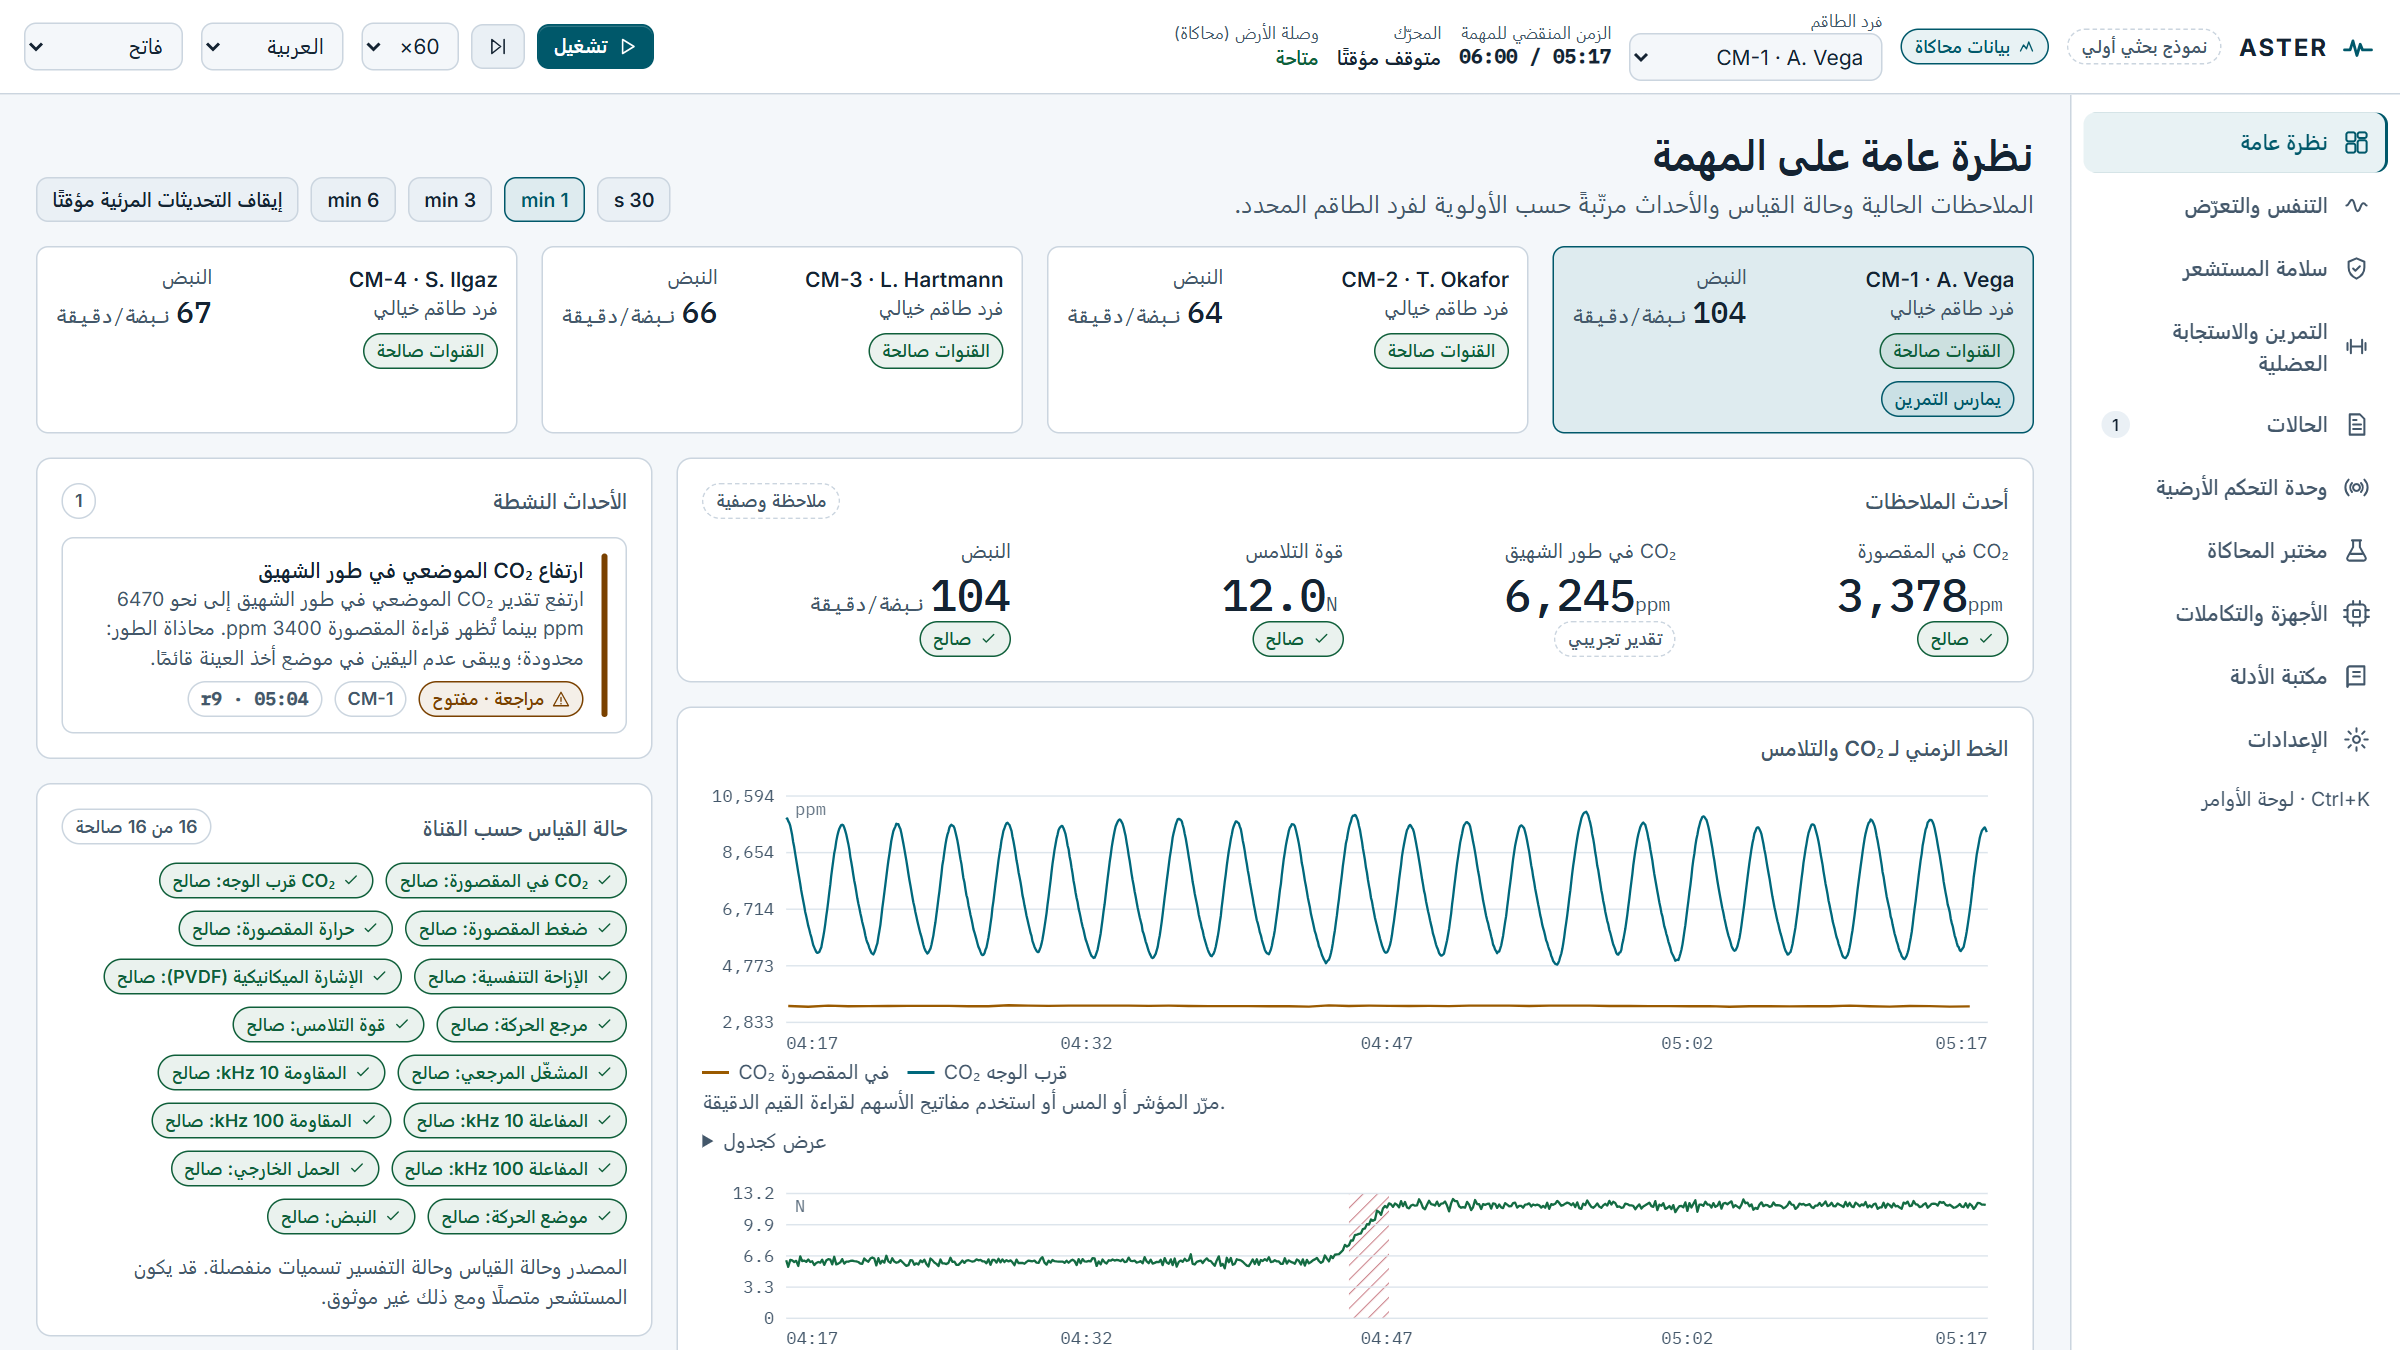 ASTER
نموذج بحثي أولي
بيانات محاكاة
فرد الطاقم
CM-1 · A. Vega
الزمن المنقضي للمهمة
05:17 / 06:00
المحرّك
متوقف مؤقتًا
وصلة الأرض (محاكاة)
متاحة
تشغيل
60×
العربية
فاتح
نظرة عامة
التنفس والتعرّض
سلامة المستشعر
التمرين والاستجابة
العضلية
الحالات
1
وحدة التحكم الأرضية
مختبر المحاكاة
الأجهزة والتكاملات
مكتبة الأدلة
الإعدادات
Ctrl+K · لوحة الأوامر
نظرة عامة على المهمة
الملاحظات الحالية وحالة القياس والأحداث مرتّبةً حسب الأولوية لفرد الطاقم المحدد.
30 s
1 min
3 min
6 min
إيقاف التحديثات المرئية مؤقتًا
CM-1 · A. Vega
فرد طاقم خيالي
القنوات صالحة
يمارس التمرين
النبض
104 نبضة/دقيقة
CM-2 · T. Okafor
فرد طاقم خيالي
القنوات صالحة
النبض
64 نبضة/دقيقة
CM-3 · L. Hartmann
فرد طاقم خيالي
القنوات صالحة
النبض
66 نبضة/دقيقة
CM-4 · S. Ilgaz
فرد طاقم خيالي
القنوات صالحة
النبض
67 نبضة/دقيقة
أحدث الملاحظات
ملاحظة وصفية
CO₂ في المقصورة
3,378 ppm
صالح
CO₂ في طور الشهيق
6,245 ppm
تقدير تجريبي
قوة التلامس
12.0 N
صالح
النبض
104 نبضة/دقيقة
صالح
الخط الزمني لـ CO₂ والتلامس
ppm
10,594
8,654
6,714
4,773
2,833
04:17 04:32 04:47 05:02 05:17
CO₂ في المقصورة
CO₂ قرب الوجه
مرّر المؤشر أو المس أو استخدم مفاتيح الأسهم لقراءة القيم الدقيقة.
عرض كجدول
N
13.2
9.9
6.6
3.3
0
04:17 04:32 04:47 05:02 05:17
الأحداث النشطة
1
ارتفاع CO₂ الموضعي في طور الشهيق
ارتفع تقدير CO₂ الموضعي في طور الشهيق إلى نحو 6470
ppm بينما تُظهر قراءة المقصورة 3400 ppm. محاذاة الطور:
محدودة؛ ويبقى عدم اليقين في موضع أخذ العينة قائمًا.
مراجعة · مفتوح
CM-1
r9 · 05:04
حالة القياس حسب القناة
16 من 16 صالحة
CO₂ في المقصورة: صالح
CO₂ قرب الوجه: صالح
ضغط المقصورة: صالح
حرارة المقصورة: صالح
الإزاحة التنفسية: صالح
الإشارة الميكانيكية (PVDF): صالح
مرجع الحركة: صالح
قوة التلامس: صالح
المشغّل المرجعي: صالح
المقاومة 10 kHz: صالح
المفاعلة 10 kHz: صالح
المقاومة 100 kHz: صالح
المفاعلة 100 kHz: صالح
الحمل الخارجي: صالح
موضع الحركة: صالح
النبض: صالح
المصدر وحالة القياس وحالة التفسير تسميات منفصلة. قد يكون
المستشعر متصلًا ومع ذلك غير موثوق.